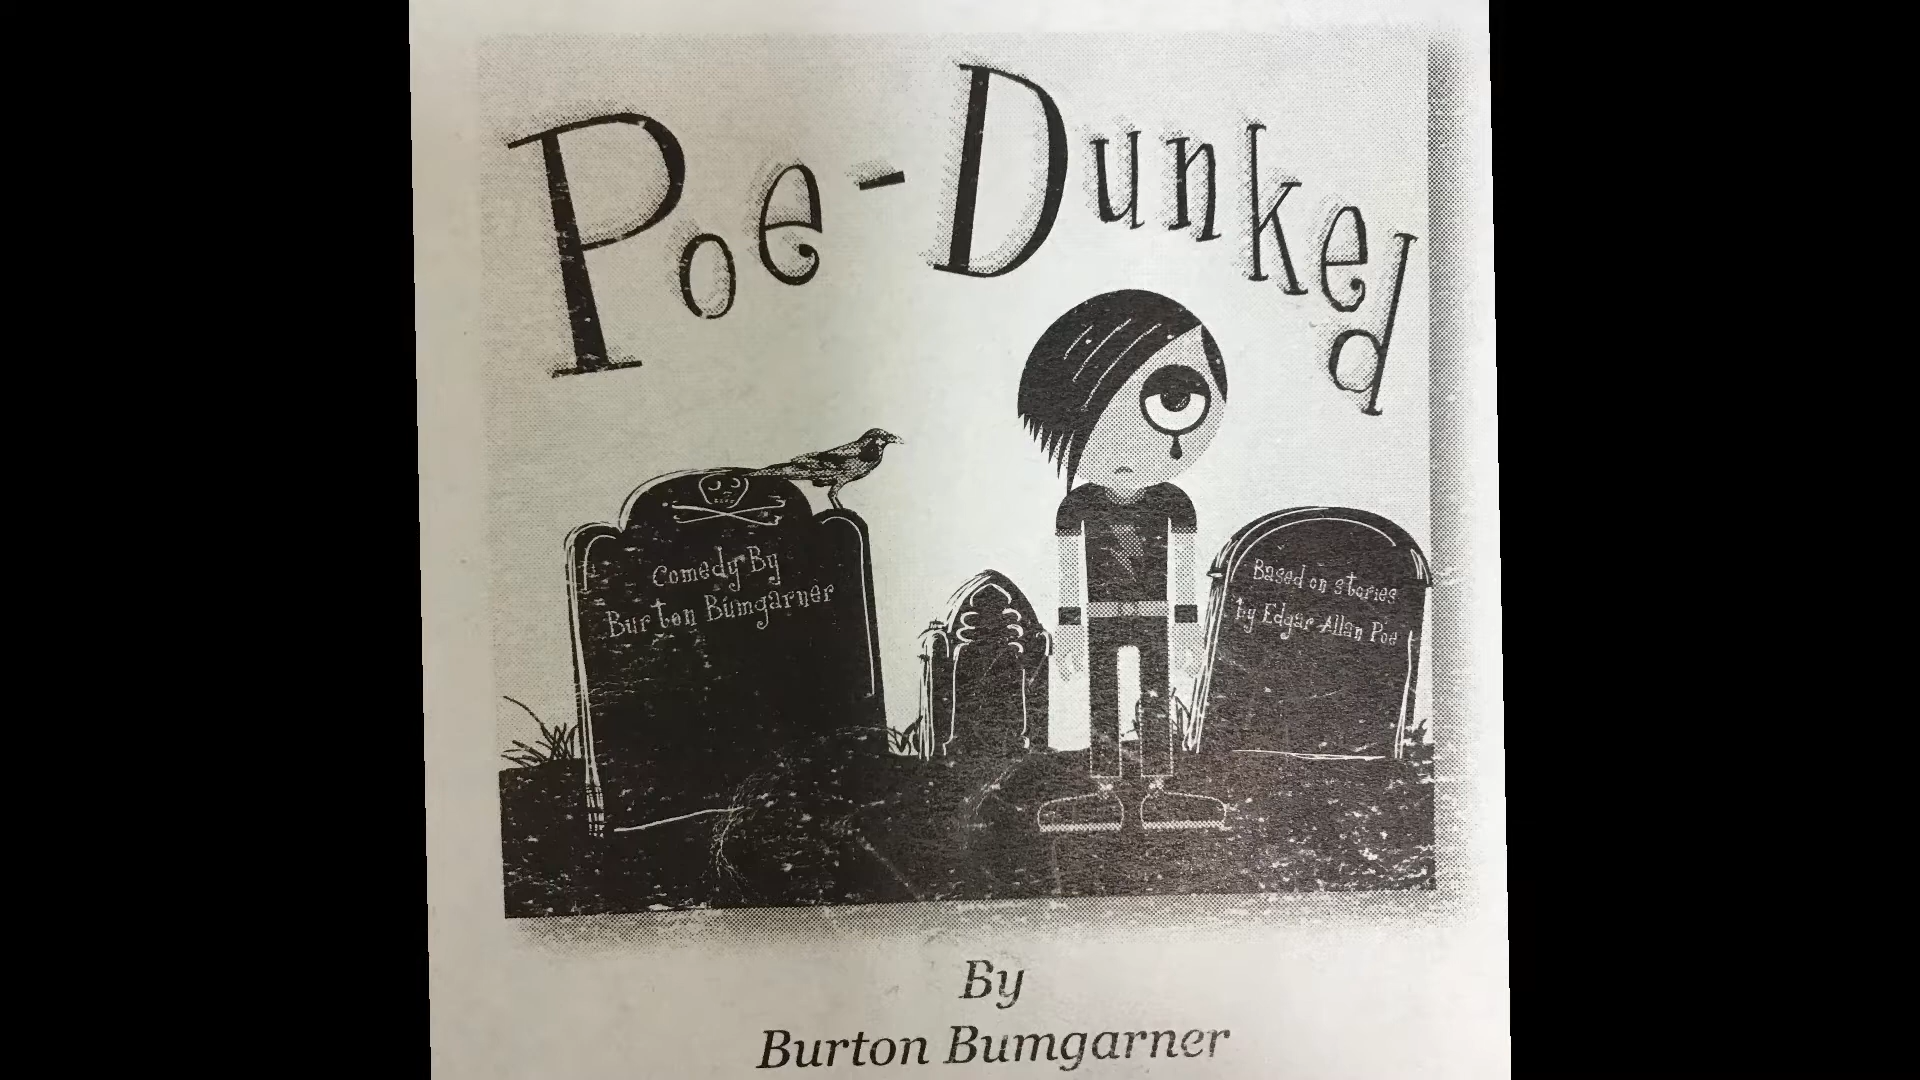 Poe-Dunked
Comedy By
Burton Bumgarner
Based on stories
by Edgar Allan Poe
By
Burton Bumgarner